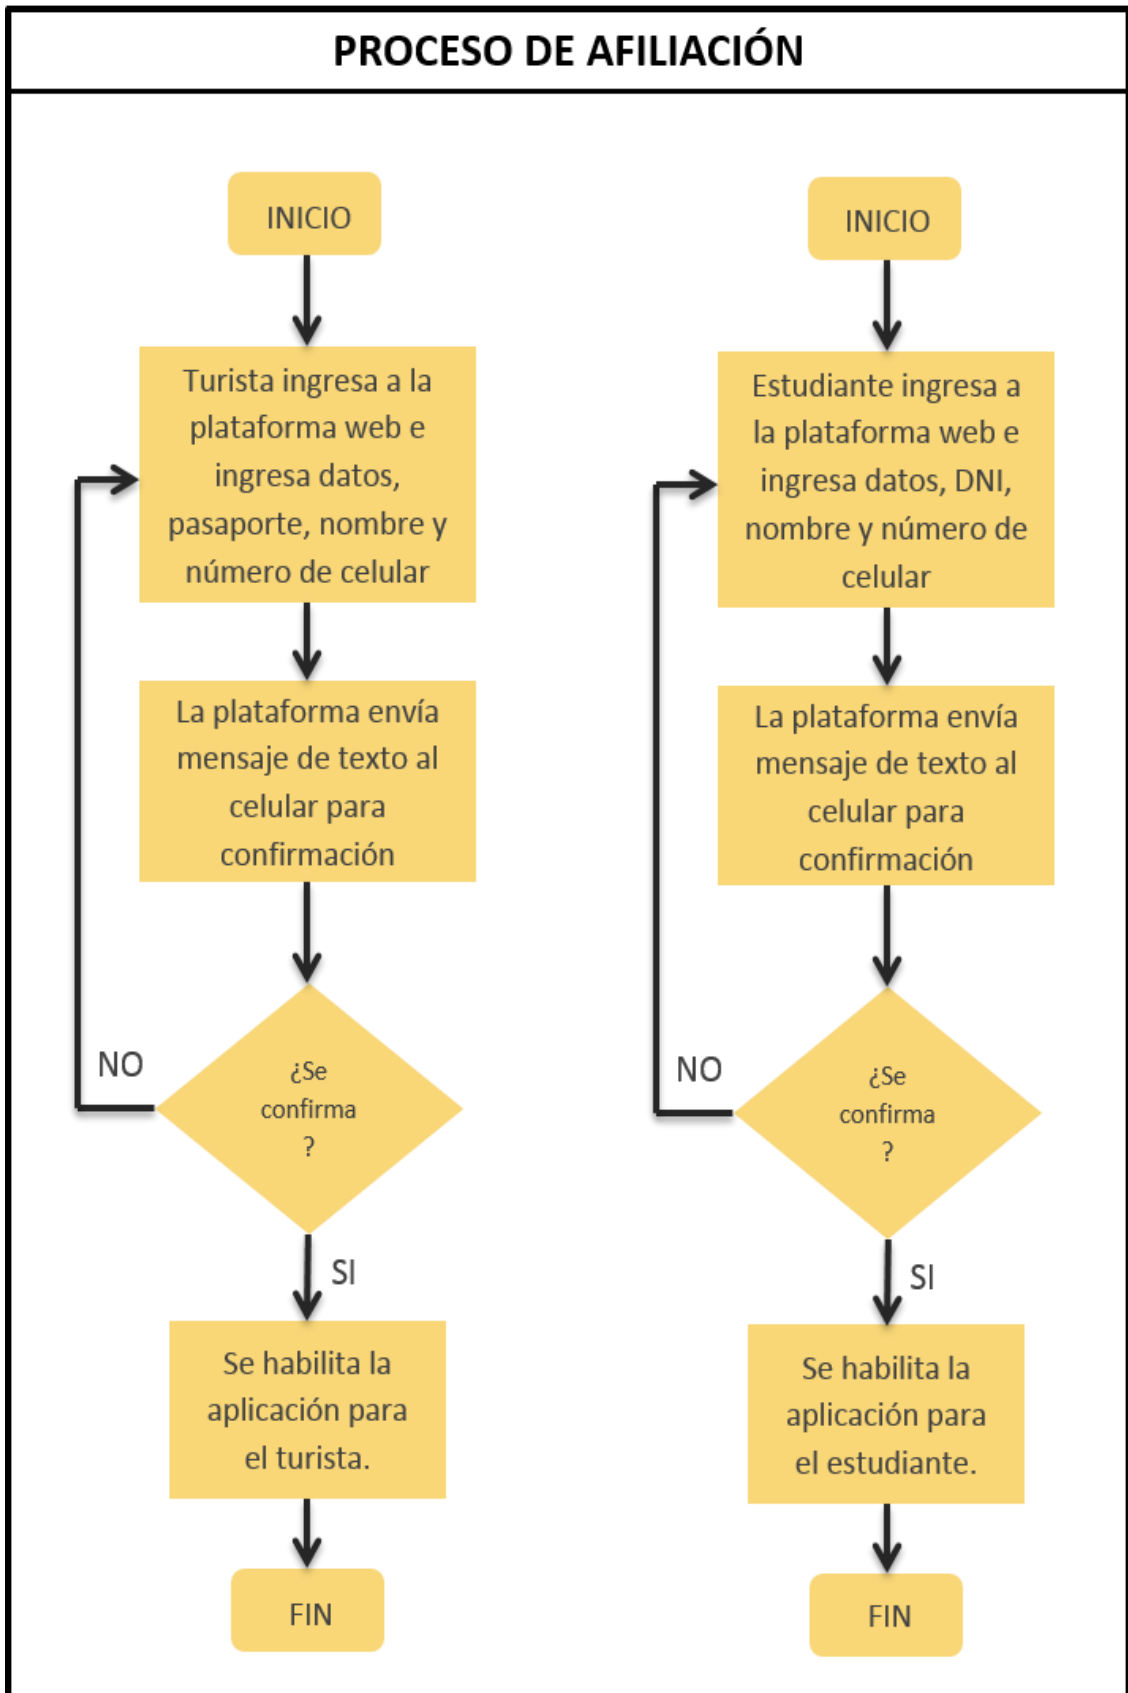 PROCESO DE AFILIACIÓN
INICIO
Turista ingresa a la
plataforma web e
ingresa datos,
pasaporte, nombre y
número de celular
La plataforma envía
mensaje de texto al
celular para
confirmación
NO
¿Se
confirma
?
SI
Se habilita la
aplicación para
el turista.
FIN
INICIO
Estudiante ingresa a
la plataforma web e
ingresa datos, DNI,
nombre y número de
celular
La plataforma envía
mensaje de texto al
celular para
confirmación
NO
¿Se
confirma
?
SI
Se habilita la
aplicación para
el estudiante.
FIN